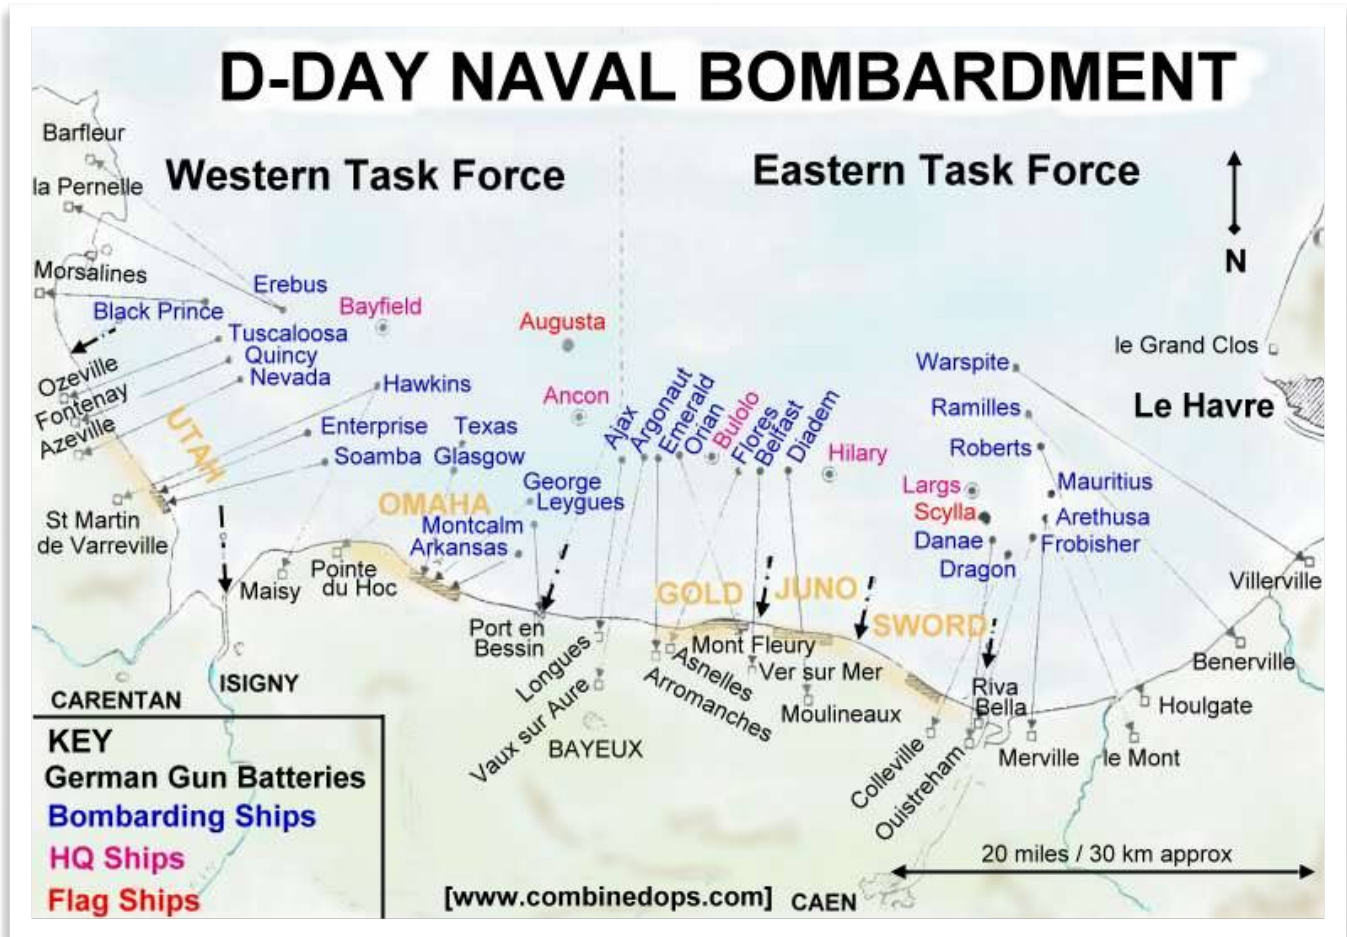 D-DAY NAVAL BOMBARDMENT
Western Task Force
Eastern Task Force
N
Barfleur
la Pernelle
Morsalines
Black Prince
Erebus
Bayfield
Augusta
Tuscaloosa
Quincy
Nevada
Ozeville
Fontenay
Azeville
UTAH
Hawkins
Ancon
Enterprise
Texas
Soamba
Glasgow
OMAHA
George
Leygues
Montcalm
Arkansas
Ajax
Argonaut
Emerald
Orian
Bulolo
Flores
Belfast
Diadem
Hilary
Warspite
Ramilles
Roberts
Largs
Scylla
Danae
Dragon
Mauritius
Arethusa
Frobisher
le Grand Clos
Le Havre
St Martin
de Varreville
Maisy
Pointe
du Hoc
Port en
Bessin
Longues
Vaux sur Aure
GOLD
JUNO
SWORD
Mont Fleury
Asnelles
Arromanches
Ver sur Mer
Moulineaux
Riva
Bella
Colleville
Ouistreham
Merville
le Mont
Houlgate
Benerville
Villerville
CARENTAN
ISIGNY
BAYEUX
CAEN
20 miles / 30 km approx
KEY
German Gun Batteries
Bombarding Ships
HQ Ships
Flag Ships
[www.combinedops.com]